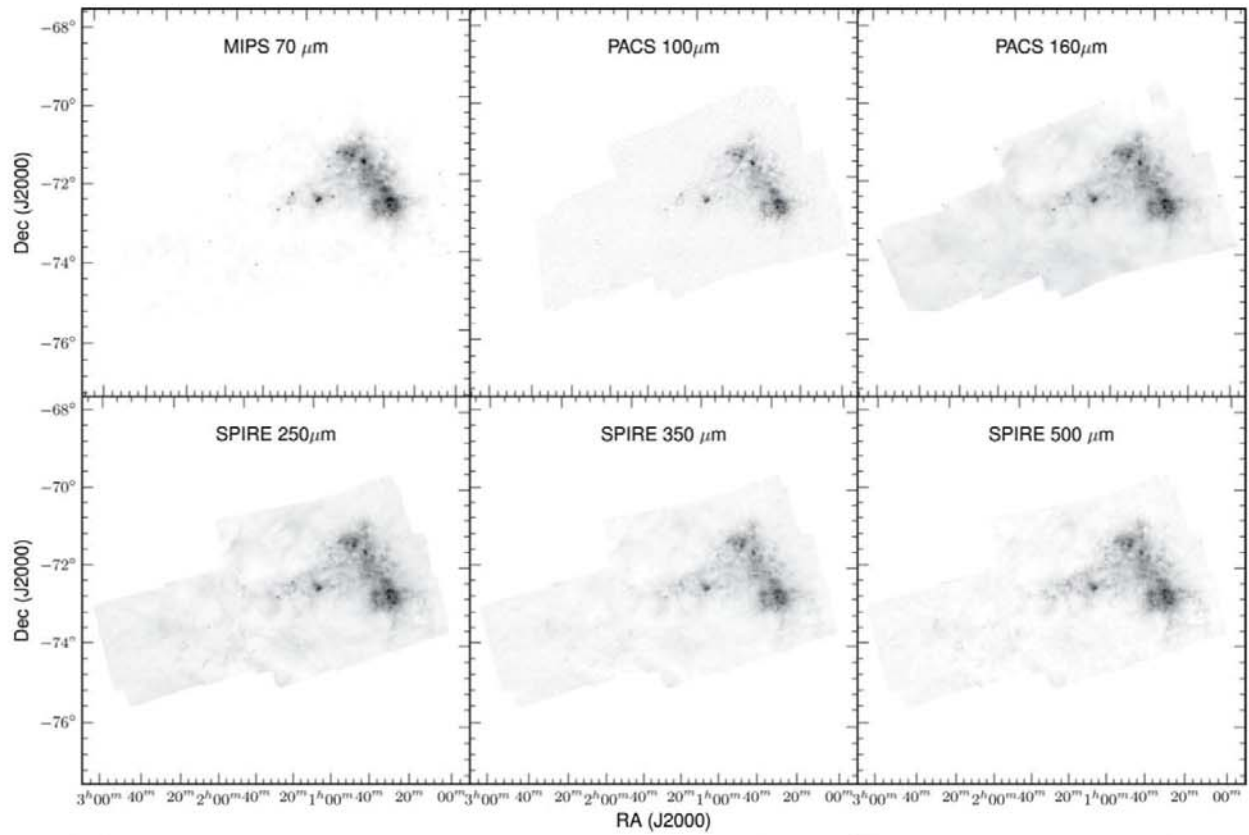 MIPS 70 μm
PACS 100μm
PACS 160μm
−68°
−70°
−72°
−74°
−76°
Dec (J2000)
SPIRE 250μm
SPIRE 350 μm
SPIRE 500 μm
−68°
−70°
−72°
−74°
−76°
Dec (J2000)
3ʰ00ᵐ 40ᵐ 20ᵐ 2ʰ00ᵐ 40ᵐ 20ᵐ 1ʰ00ᵐ 40ᵐ 20ᵐ 00ᵐ 3ʰ00ᵐ 40ᵐ 20ᵐ 2ʰ00ᵐ 40ᵐ 20ᵐ 1ʰ00ᵐ 40ᵐ 20ᵐ 3ʰ00ᵐ 40ᵐ 20ᵐ 2ʰ00ᵐ 40ᵐ 20ᵐ 1ʰ00ᵐ 40ᵐ 20ᵐ 00ᵐ
RA (J2000)